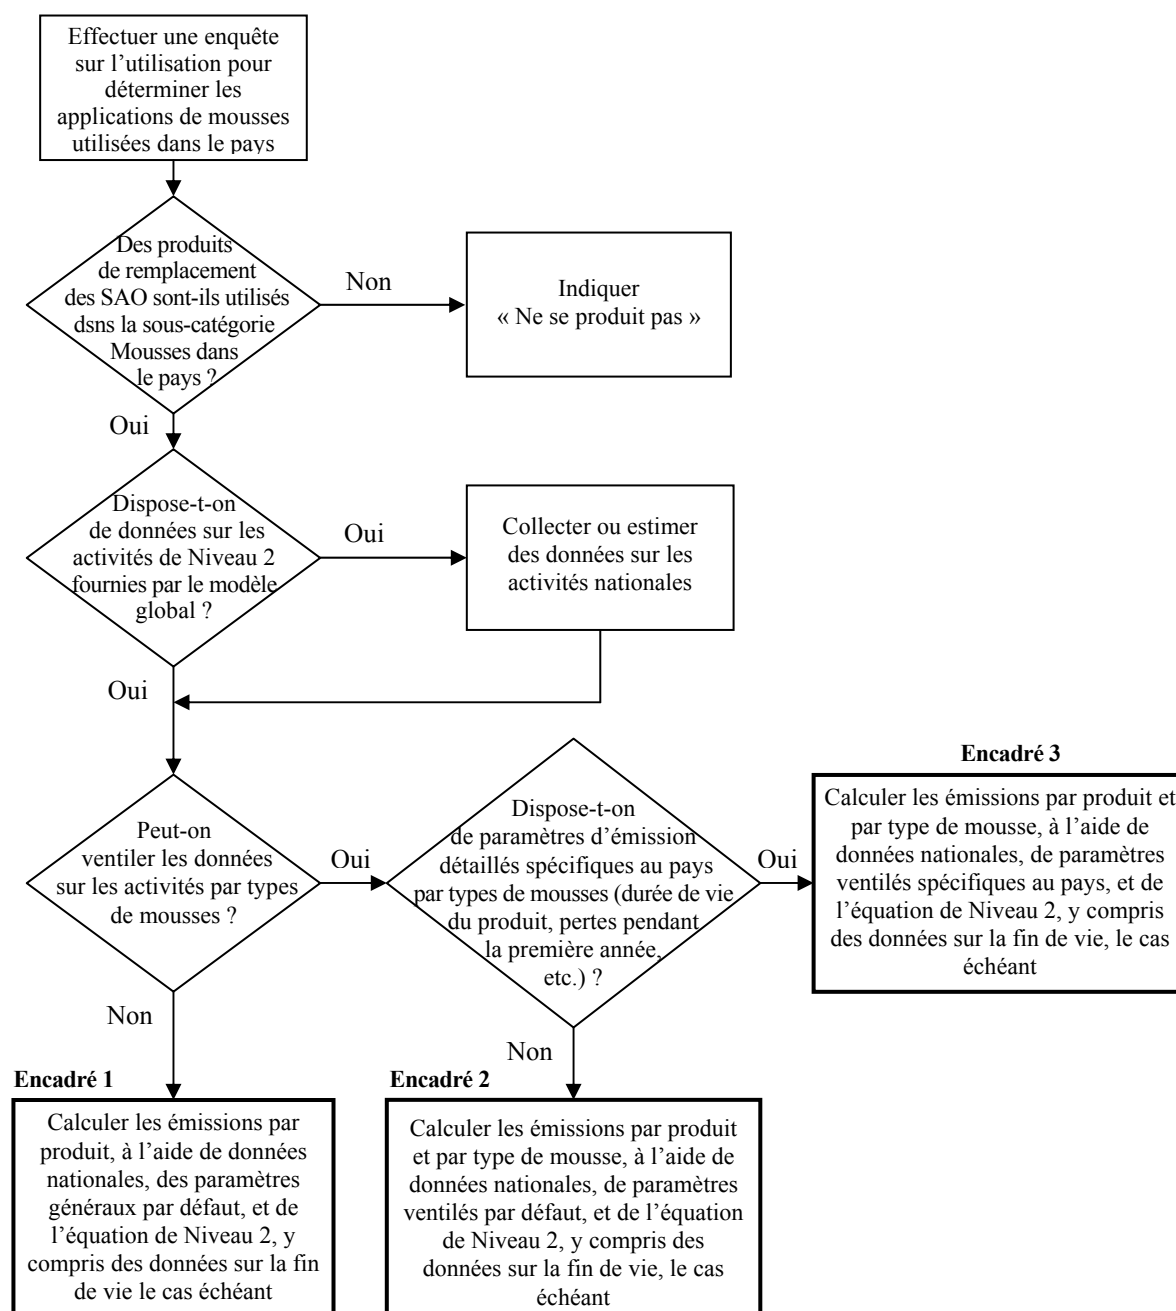 Effectuer une enquête
sur l’utilisation pour
déterminer les
applications de mousses
utilisées dans le pays
Des produits
de remplacement
des SAO sont-ils utilisés
dsns la sous-catégorie
Mousses dans
le pays ?
Non
Indiquer
« Ne se produit pas »
Oui
Dispose-t-on
de données sur les
activités de Niveau 2
fournies par le modèle
global ?
Oui
Collecter ou estimer
des données sur les
activités nationales
Oui
Peut-on
ventiler les données
sur les activités par types
de mousses ?
Oui
Dispose-t-on
de paramètres d’émission
détaillés spécifiques au pays
par types de mousses (durée de vie
du produit, pertes pendant
la première année,
etc.) ?
Oui
Encadré 3
Calculer les émissions par produit et
par type de mousse, à l’aide de
données nationales, de paramètres
ventilés spécifiques au pays, et de
l’équation de Niveau 2, y compris
des données sur la fin de vie, le cas
échéant
Non
Encadré 1
Calculer les émissions par
produit, à l’aide de données
nationales, des paramètres
généraux par défaut, et de
l’équation de Niveau 2, y
compris des données sur la fin
de vie le cas échéant
Non
Encadré 2
Calculer les émissions par produit
et par type de mousse, à l’aide de
données nationales, de paramètres
ventilés par défaut, et de l’équation
de Niveau 2, y compris des
données sur la fin de vie, le cas
échéant